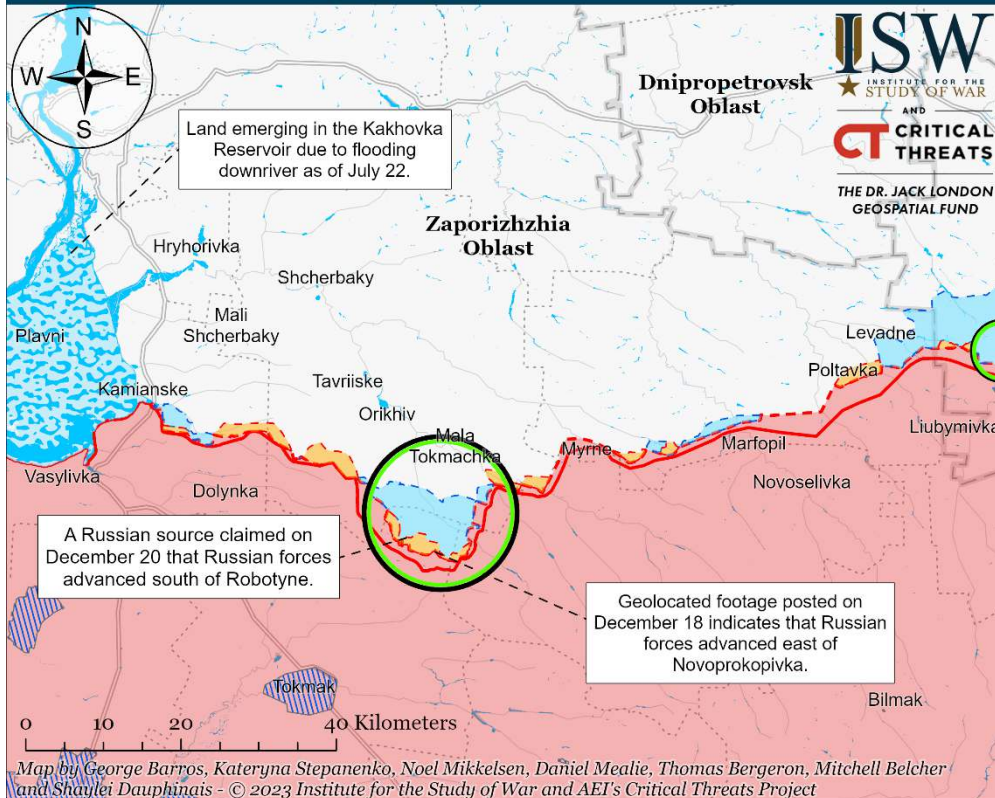 N
W
E
S
ISW
INSTITUTE FOR THE
STUDY OF WAR
AND
CT CRITICAL
THREATS
THE DR. JACK LONDON
GEOSPATIAL FUND
Dnipropetrovsk
Oblast
Land emerging in the Kakhovka
Reservoir due to flooding
downriver as of July 22.
Zaporizhzhia
Oblast
Hryhorivka
Shcherbaky
Mali
Shcherbaky
Plavni
Levadne
Poltavka
Kamianske
Tavriiske
Orikhiv
Mala
Tokmachka
Myrne
Marfopil
Liubymivka
Vasylivka
Dolynka
Novoselivka
A Russian source claimed on
December 20 that Russian forces
advanced south of Robotyne.
Geolocated footage posted on
December 18 indicates that Russian
forces advanced east of
Novoprokopivka.
Tokmak
Bilmak
0 10 20 40 Kilometers
Map by George Barros, Kateryna Stepanenko, Noel Mikkelsen, Daniel Mealie, Thomas Bergeron, Mitchell Belcher
and Shaylei Dauphinais - © 2023 Institute for the Study of War and AEI's Critical Threats Project